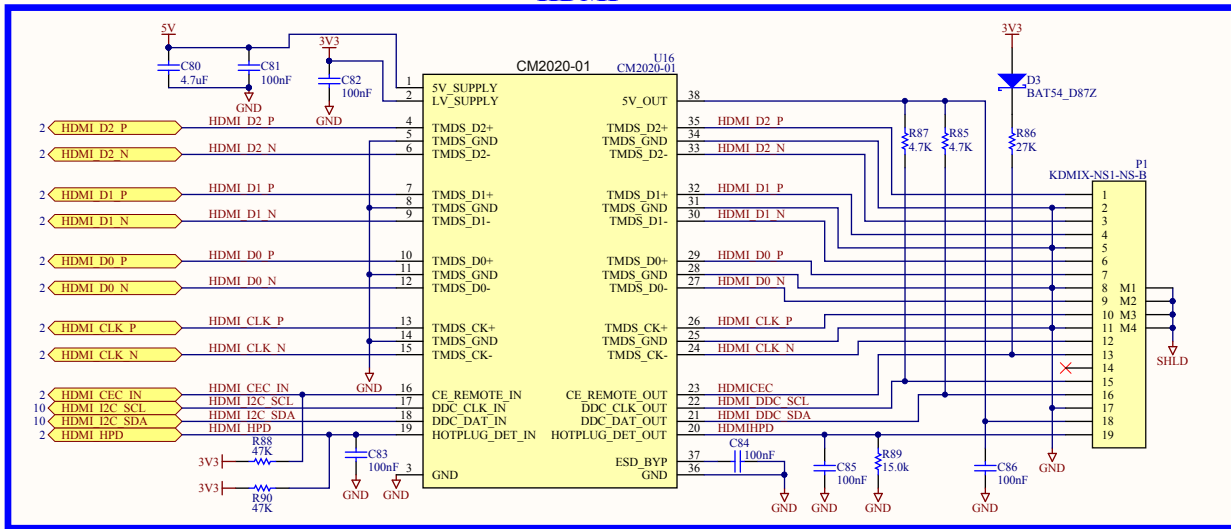 5V
C80
4.7uF
C81
100nF
GND
3V3
C82
100nF
GND
CM2020-01
U16
CM2020-01
3V3
D3
BAT54_D87Z
R87
4.7K
R85
4.7K
R86
27K
P1
KDMIX-NS1-NS-B
1 5V_SUPPLY
2 LV_SUPPLY
5V_OUT 38
2 HDMI_D2_P HDMI_D2_P 4 TMDS_D2+
5 TMDS_GND
2 HDMI_D2_N HDMI_D2_N 6 TMDS_D2-
TMDS_D2+ 35 HDMI_D2_P
TMDS_GND 34
TMDS_D2- 33 HDMI_D2_N
2 HDMI_D1_P HDMI_D1_P 7 TMDS_D1+
8 TMDS_GND
2 HDMI_D1_N HDMI_D1_N 9 TMDS_D1-
TMDS_D1+ 32 HDMI_D1_P
TMDS_GND 31
TMDS_D1- 30 HDMI_D1_N
2 HDMI_D0_P HDMI_D0_P 10 TMDS_D0+
11 TMDS_GND
2 HDMI_D0_N HDMI_D0_N 12 TMDS_D0-
TMDS_D0+ 29 HDMI_D0_P
TMDS_GND 28
TMDS_D0- 27 HDMI_D0_N
2 HDMI_CLK_P HDMI_CLK_P 13 TMDS_CK+
14 TMDS_GND
2 HDMI_CLK_N HDMI_CLK_N 15 TMDS_CK-
TMDS_CK+ 26 HDMI_CLK_P
TMDS_GND 25
TMDS_CK- 24 HDMI_CLK_N
GND
2 HDMI_CEC_IN HDMI_CEC_IN 16 CE_REMOTE_IN
10 HDMI_I2C_SCL HDMI_I2C_SCL 17 DDC_CLK_IN
10 HDMI_I2C_SDA HDMI_I2C_SDA 18 DDC_DAT_IN
2 HDMI_HPD HDMI_HPD 19 HOTPLUG_DET_IN
CE_REMOTE_OUT 23 HDMICEC
DDC_CLK_OUT 22 HDMI_DDC_SCL
DDC_DAT_OUT 21 HDMI_DDC_SDA
HOTPLUG_DET_OUT 20 HDMIHPD
3V3
R88
47K
3V3
R90
47K
C83
100nF
GND
3 GND
GND
ESD_BYP 37
GND 36
C84
100nF
GND
C85
100nF
GND
R89
15.0k
GND
C86
100nF
GND
GND
1
2
3
4
5
6
7
8
9
10
11
12
13
14
15
16
17
18
19
M1
M2
M3
M4
SHLD